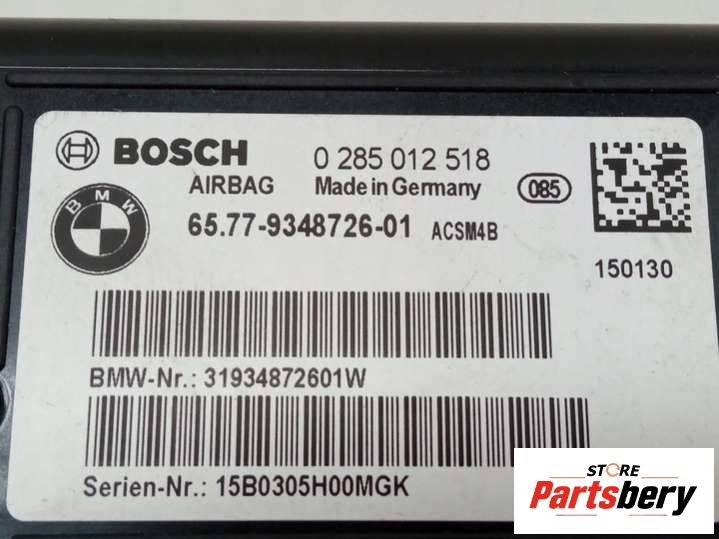 BOSCH 0 285 012 518
AIRBAG Made in Germany 085
BMW
65.77-9348726-01 ACSM4B
150130
BMW-Nr.: 31934872601W
Serien-Nr.: 15B0305H00MGK
STORE
Partsbery